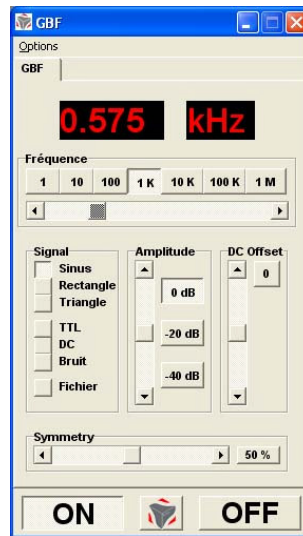 GBF
Options
GBF
0.575 kHz
Fréquence
1 10 100 1 K 10 K 100 K 1 M
Signal
Sinus
Rectangle
Triangle
TTL
DC
Bruit
Fichier
Amplitude
0 dB
-20 dB
-40 dB
DC Offset
0
Symmetry
50 %
ON OFF